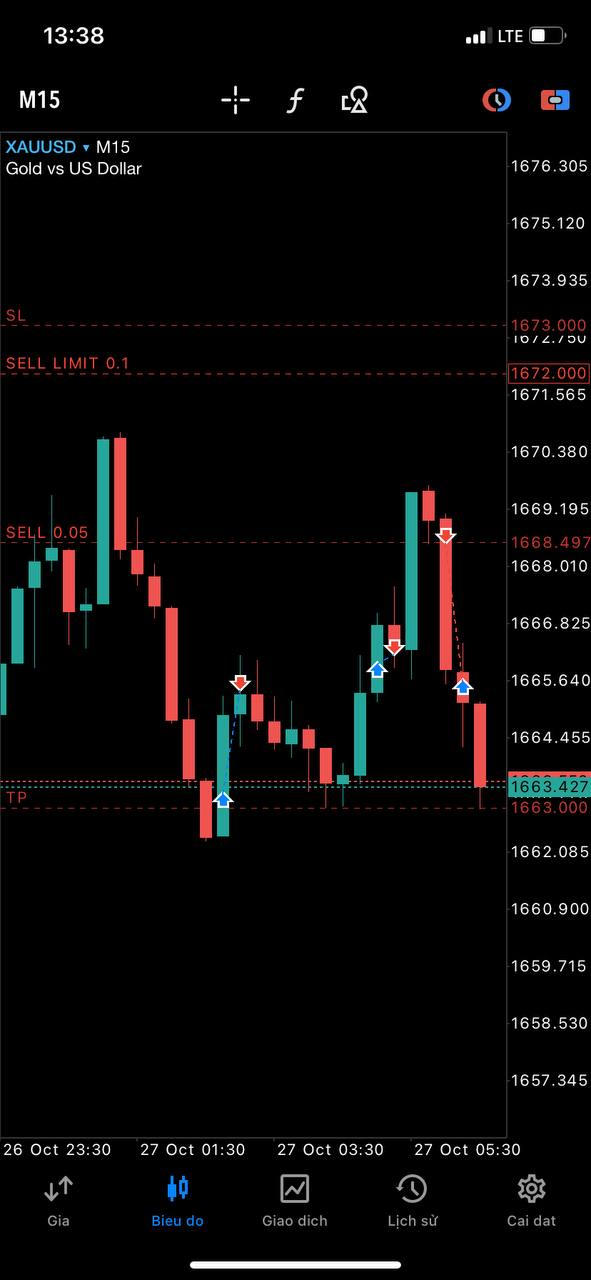 13:38
LTE
M15
XAUUSD ▾ M15
Gold vs US Dollar
1676.305
1675.120
1673.935
SL
1673.000
1672.750
SELL LIMIT 0.1
1672.000
1671.565
1670.380
1669.195
SELL 0.05
1668.497
1668.010
1666.825
1665.640
1664.455
1663.427
TP
1663.000
1662.085
1660.900
1659.715
1658.530
1657.345
26 Oct 23:30
27 Oct 01:30
27 Oct 03:30
27 Oct 05:30
Gia
Bieu do
Giao dich
Lịch sử
Cai dat